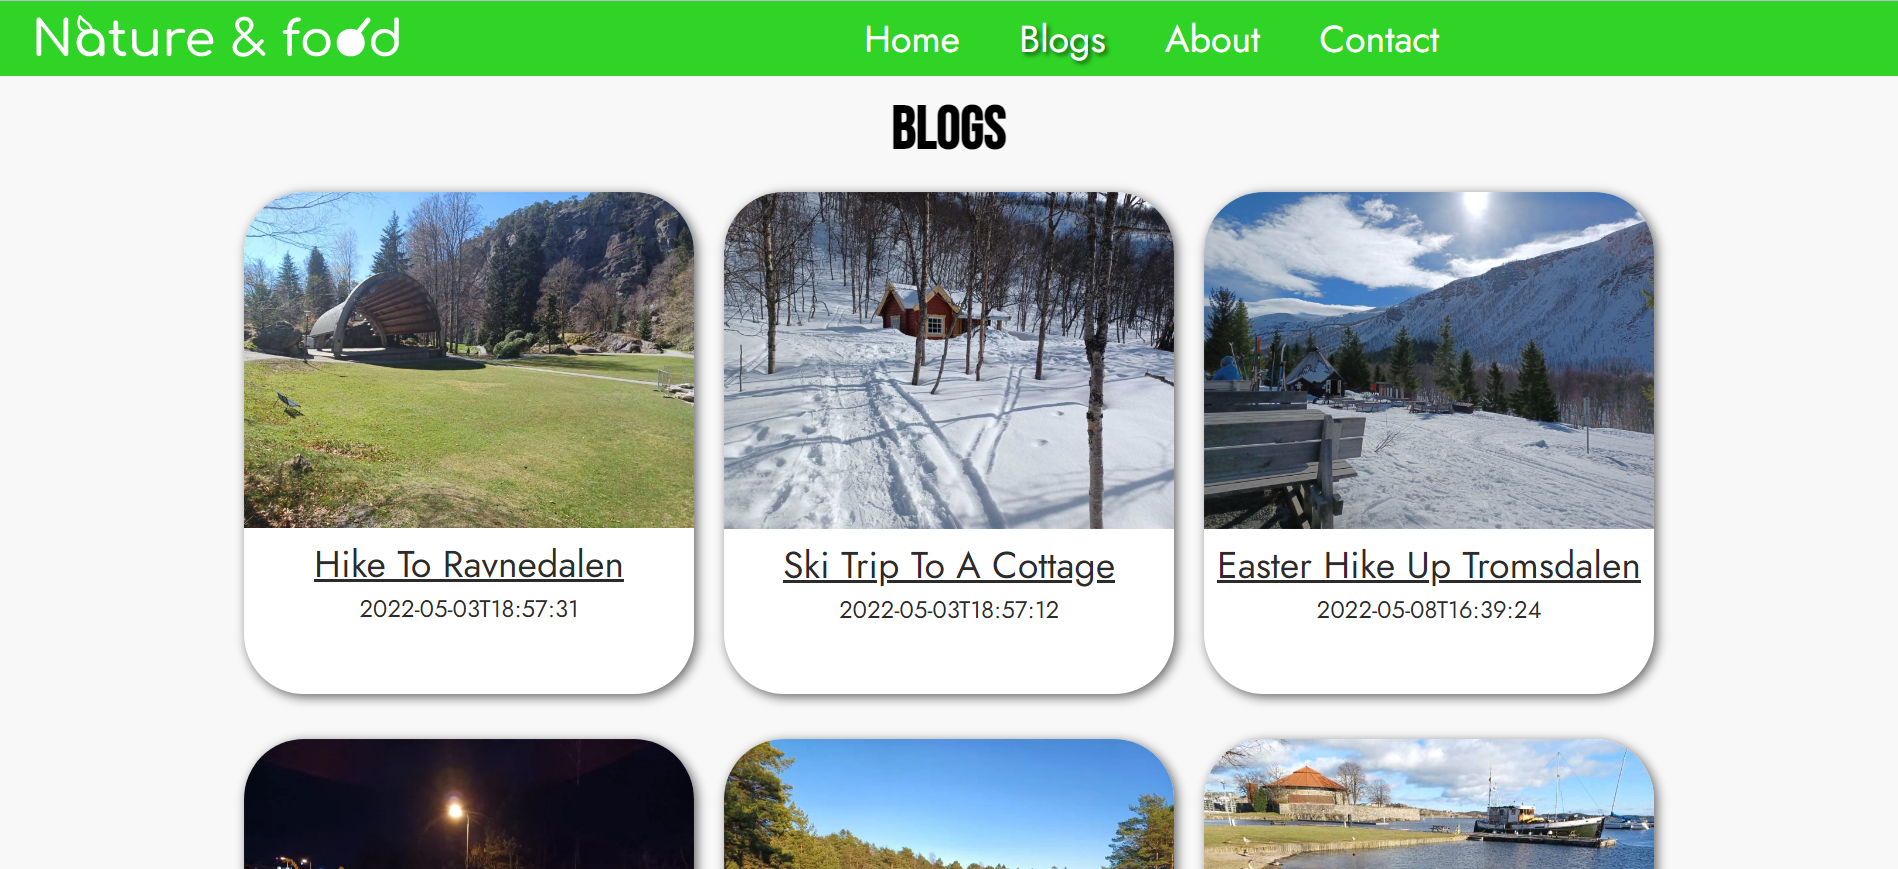 Nature & food
Home Blogs About Contact
BLOGS
Hike To Ravnedalen
2022-05-03T18:57:31
Ski Trip To A Cottage
2022-05-03T18:57:12
Easter Hike Up Tromsdalen
2022-05-08T16:39:24